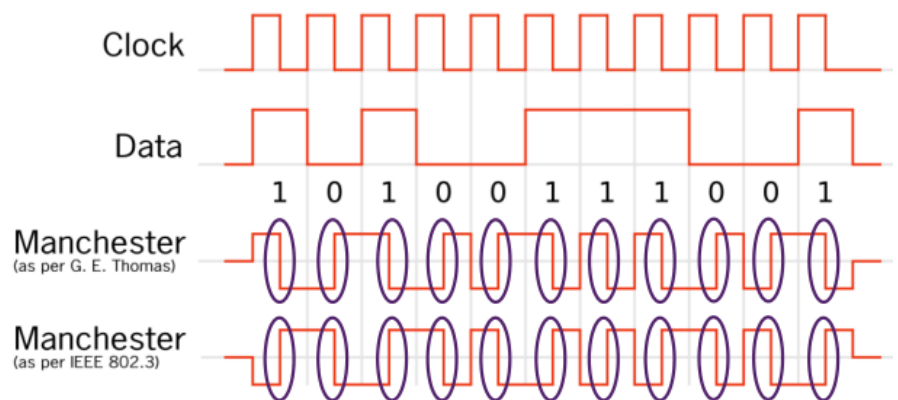 Clock
Data
1 0 1 0 0 1 1 1 0 0 1
Manchester
(as per G. E. Thomas)
Manchester
(as per IEEE 802.3)